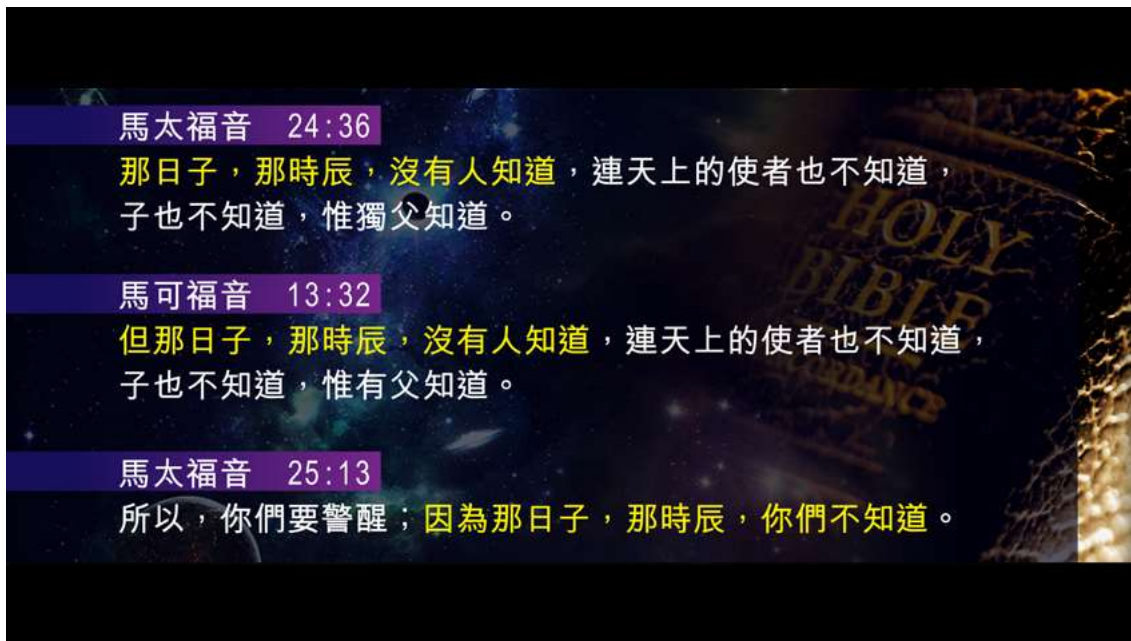 馬太福音 24:36
那日子，那時辰，沒有人知道，連天上的使者也不知道，
子也不知道，惟獨父知道。
HOLY
BIBLE
馬可福音 13:32
但那日子，那時辰，沒有人知道，連天上的使者也不知道，
子也不知道，惟有父知道。
馬太福音 25:13
所以，你們要警醒；因為那日子，那時辰，你們不知道。